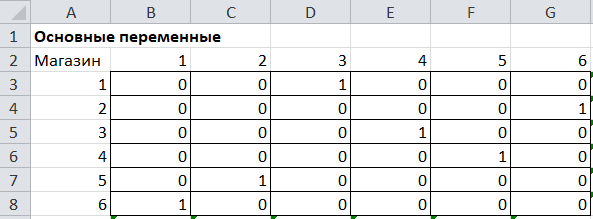 A B C D E F G
1 Основные переменные
2 Магазин 1 2 3 4 5 6
3 1 0 0 1 0 0 0
4 2 0 0 0 0 0 1
5 3 0 0 0 1 0 0
6 4 0 0 0 0 1 0
7 5 0 1 0 0 0 0
8 6 1 0 0 0 0 0